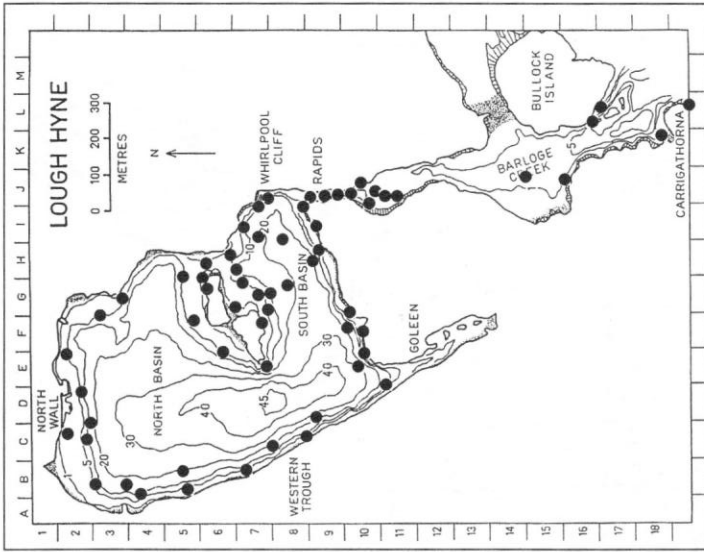 LOUGH HYNE
0 100 200 300
METRES
N
1 2 3 4 5 6 7 8 9 10 11 14 15 16 17 18
A B C D E F G H I J K L M
NORTH
WALL
NORTH BASIN
SOUTH BASIN
WESTERN
TROUGH
WHIRLPOOL
CLIFF
RAPIDS
GOLEEN
BARLOGE
CREEK
BULLOCK
ISLAND
CARRIGATHORNA
1
5
20
30
40
45
40
30
10
20
5